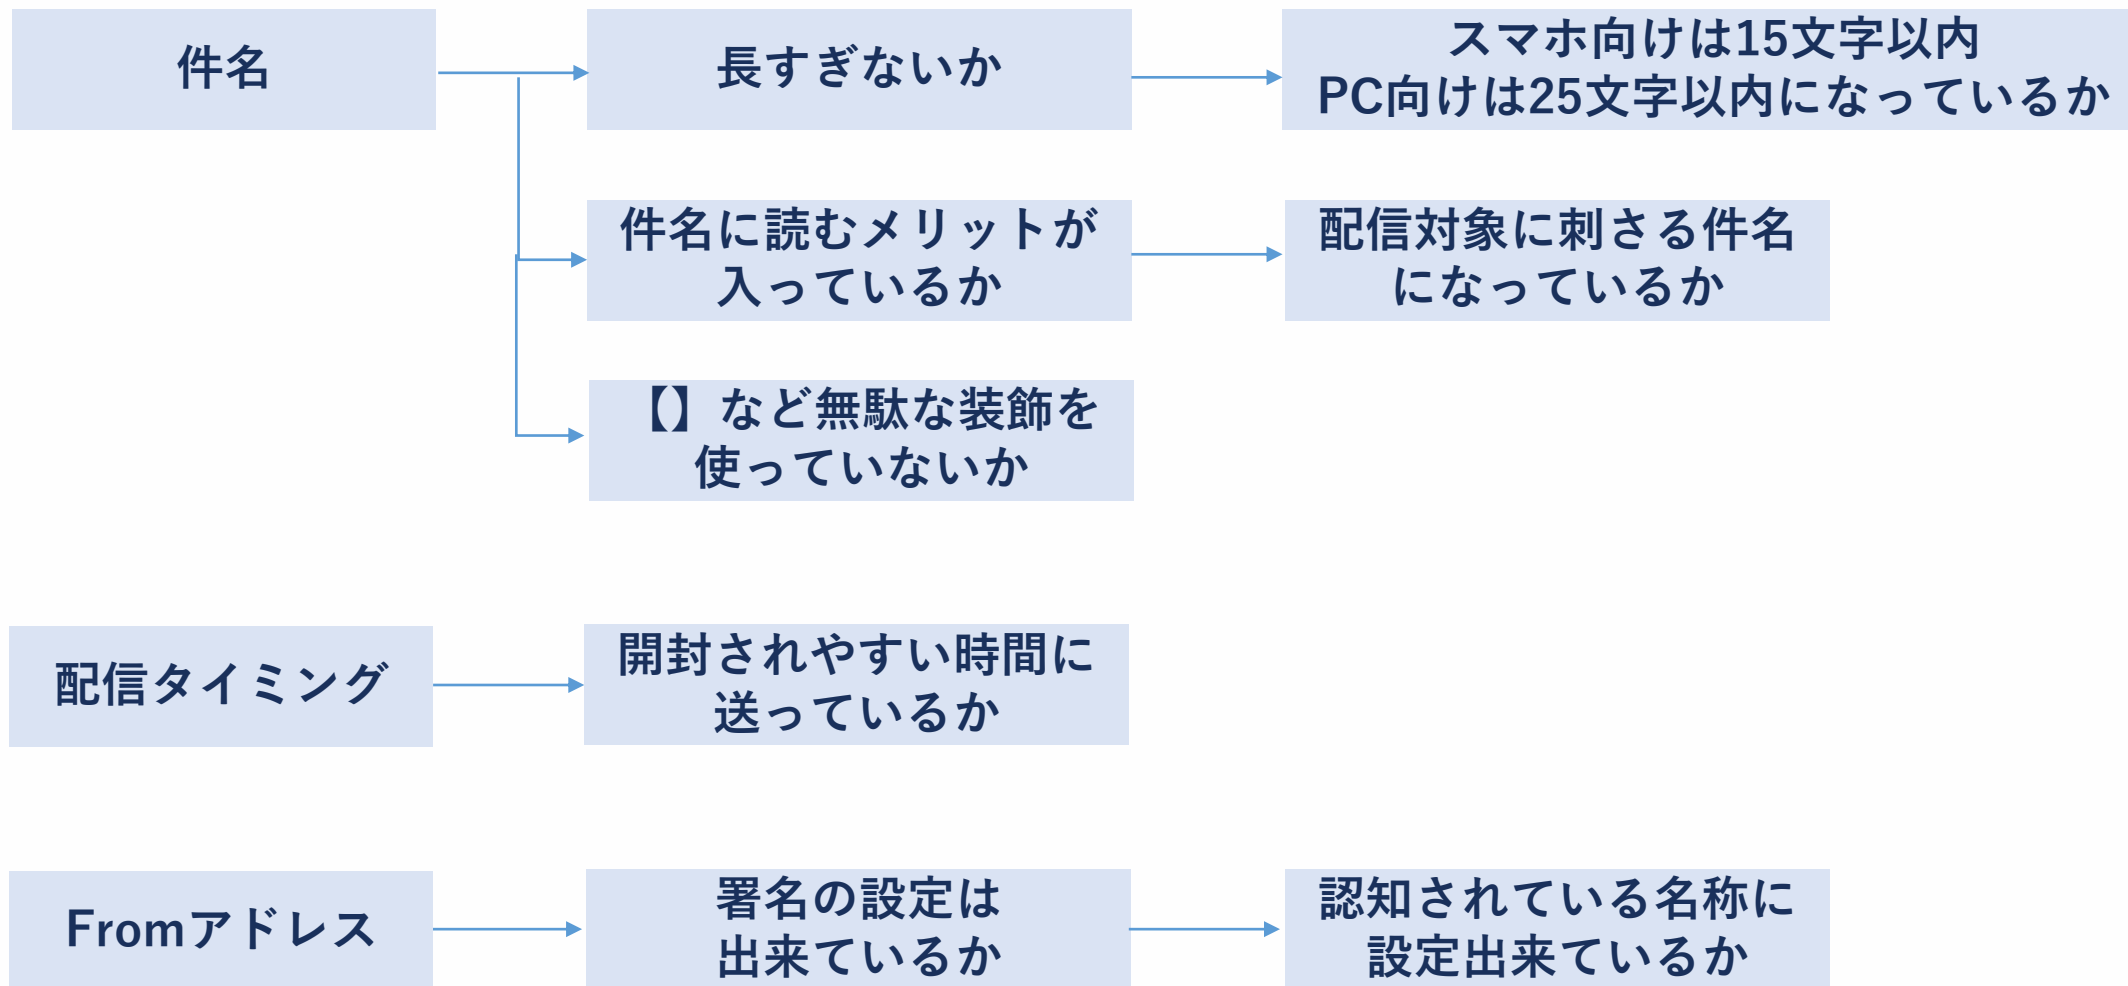 件名
長すぎないか
スマホ向けは15文字以内
PC向けは25文字以内になっているか
件名に読むメリットが
入っているか
配信対象に刺さる件名
になっているか
【】など無駄な装飾を
使っていないか
配信タイミング
開封されやすい時間に
送っているか
Fromアドレス
署名の設定は
出来ているか
認知されている名称に
設定出来ているか